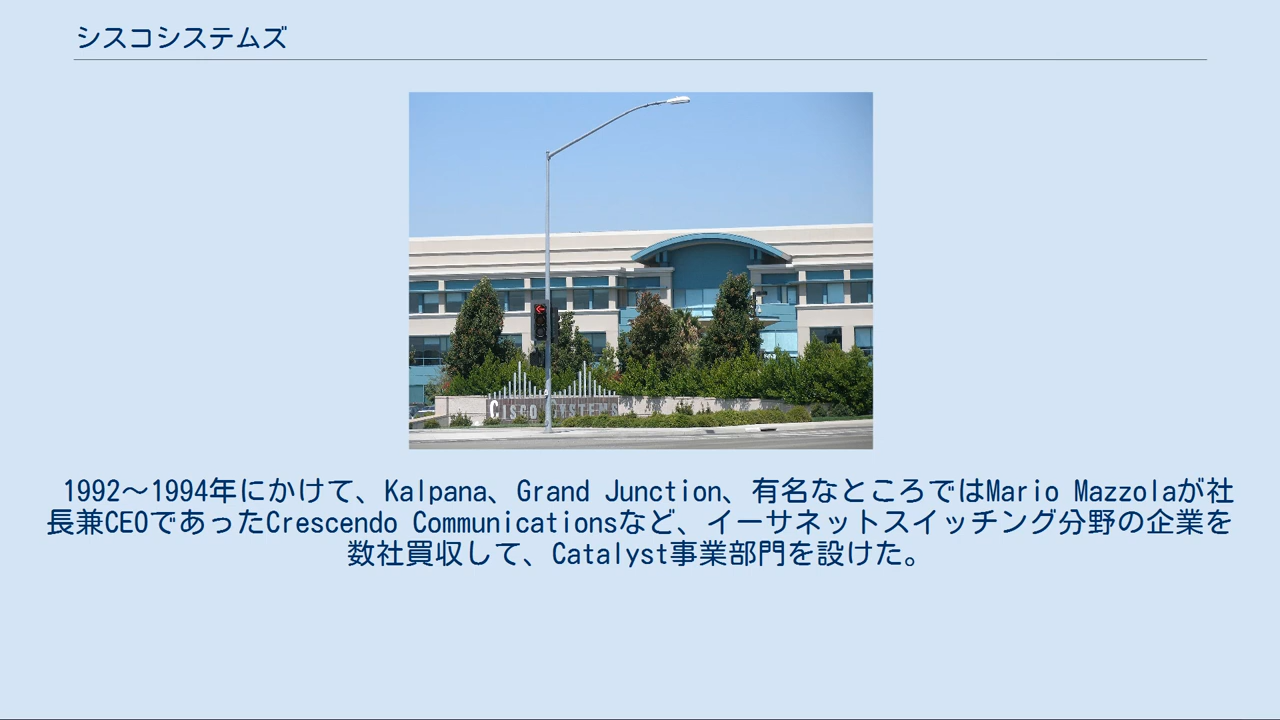 シスコシステムズ
CISCO SYSTEMS
1992～1994年にかけて、Kalpana、Grand Junction、有名なところではMario Mazzolaが社
長兼CEOであったCrescendo Communicationsなど、イーサネットスイッチング分野の企業を
数社買収して、Catalyst事業部門を設けた。